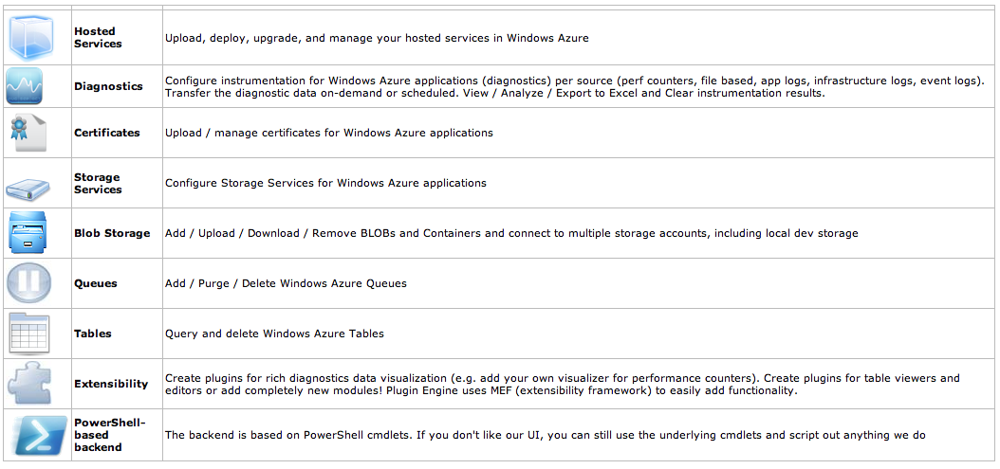 Hosted
Services
Upload, deploy, upgrade, and manage your hosted services in Windows Azure
Diagnostics
Configure instrumentation for Windows Azure applications (diagnostics) per source (perf counters, file based, app logs, infrastructure logs, event logs).
Transfer the diagnostic data on-demand or scheduled. View / Analyze / Export to Excel and Clear instrumentation results.
Certificates
Upload / manage certificates for Windows Azure applications
Storage
Services
Configure Storage Services for Windows Azure applications
Blob Storage
Add / Upload / Download / Remove BLOBs and Containers and connect to multiple storage accounts, including local dev storage
Queues
Add / Purge / Delete Windows Azure Queues
Tables
Query and delete Windows Azure Tables
Extensibility
Create plugins for rich diagnostics data visualization (e.g. add your own visualizer for performance counters). Create plugins for table viewers and
editors or add completely new modules! Plugin Engine uses MEF (extensibility framework) to easily add functionality.
PowerShell-
based
backend
The backend is based on PowerShell cmdlets. If you don't like our UI, you can still use the underlying cmdlets and script out anything we do